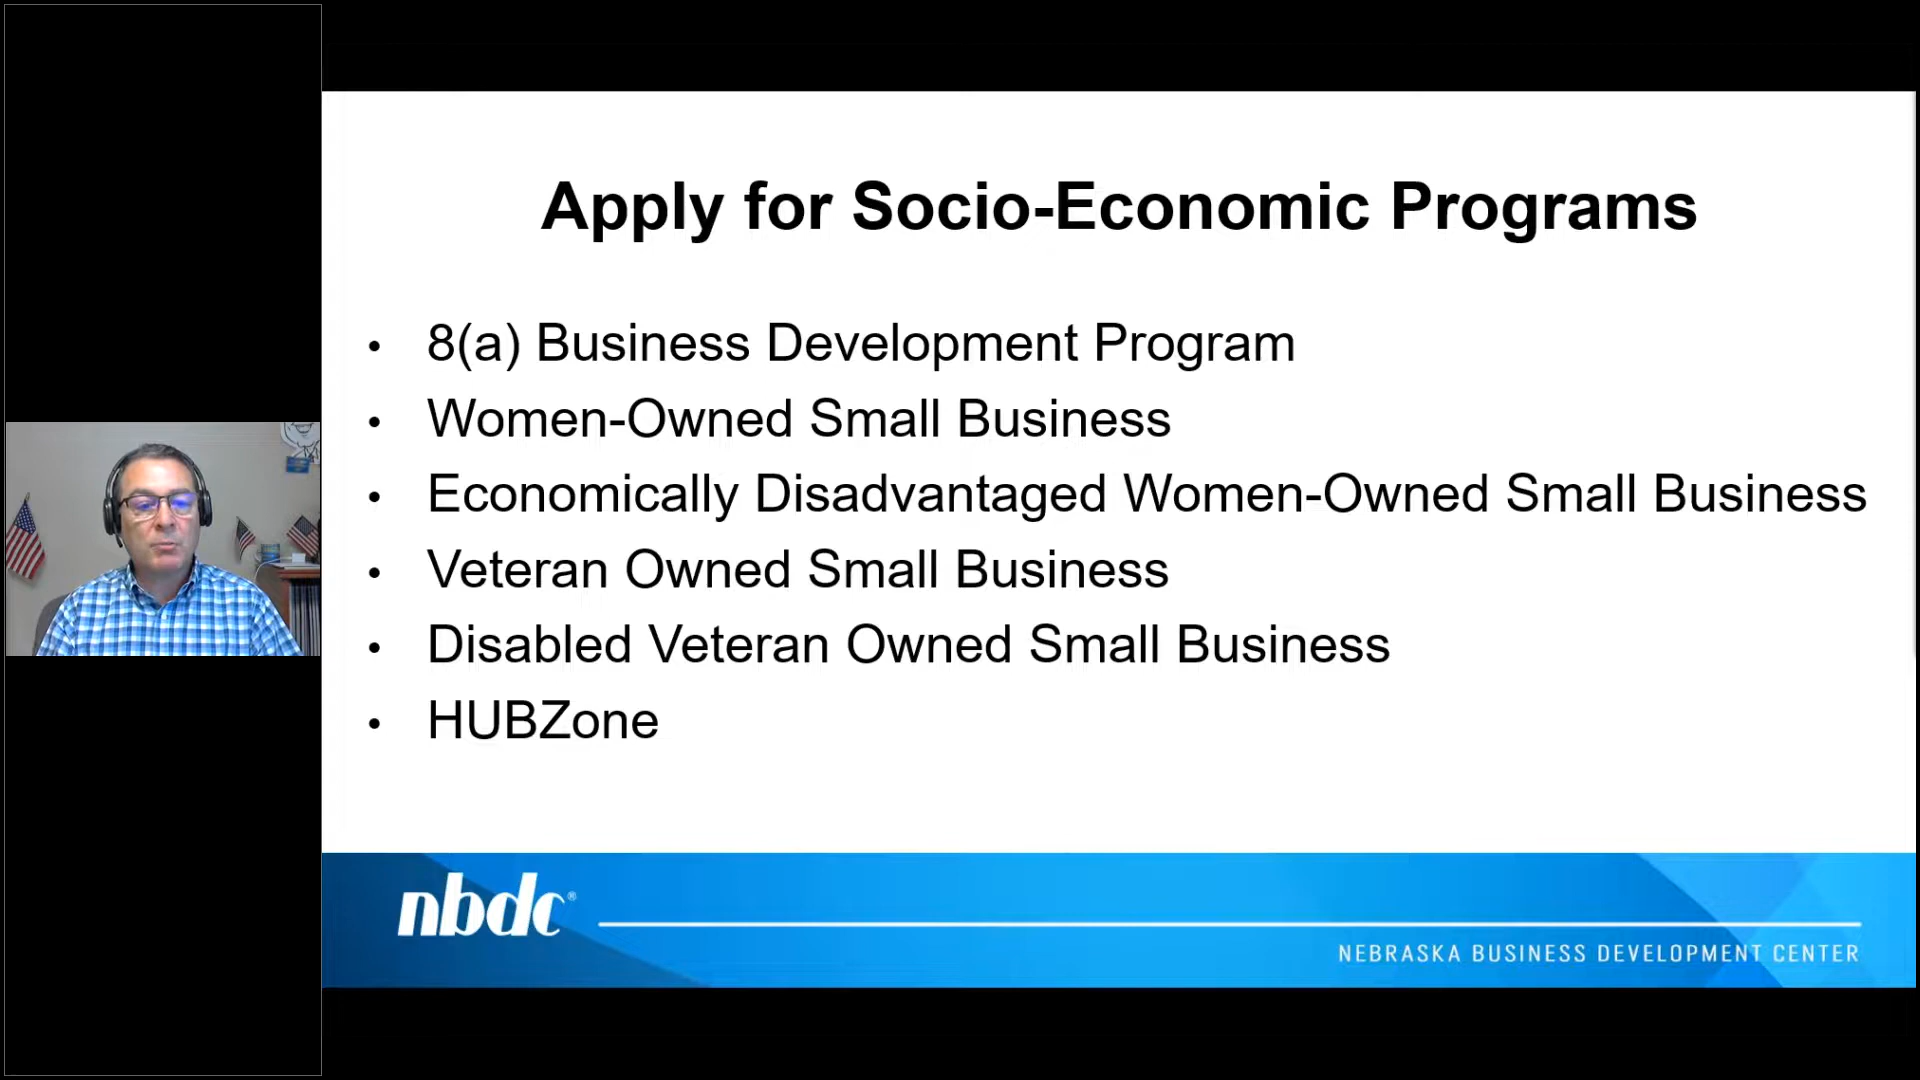 Apply for Socio-Economic Programs
• 8(a) Business Development Program
• Women-Owned Small Business
• Economically Disadvantaged Women-Owned Small Business
• Veteran Owned Small Business
• Disabled Veteran Owned Small Business
• HUBZone
nbdc®
NEBRASKA BUSINESS DEVELOPMENT CENTER